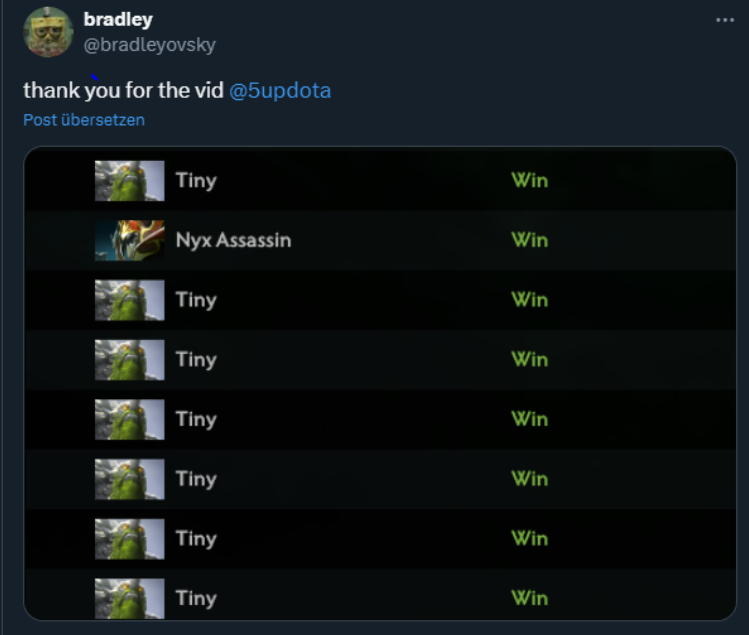 bradley
@bradleyovsky
thank you for the vid @5updota
Post übersetzen
Tiny Win
Nyx Assassin Win
Tiny Win
Tiny Win
Tiny Win
Tiny Win
Tiny Win
Tiny Win